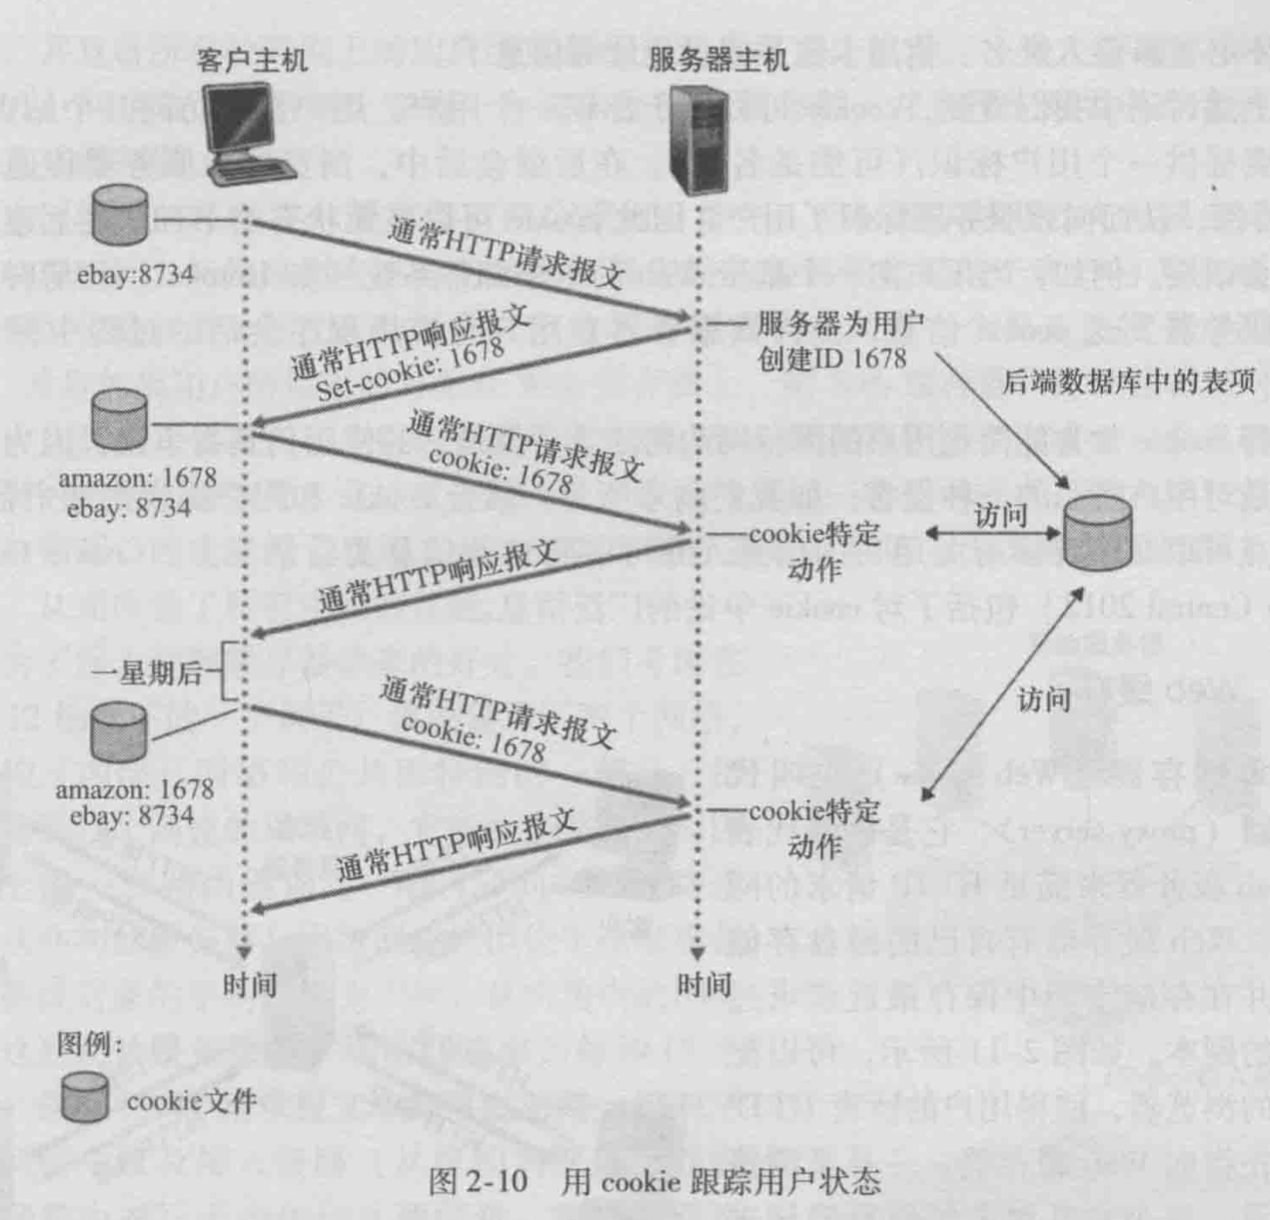 客户主机
服务器主机
通常HTTP请求报文
ebay:8734
通常HTTP响应报文
Set-cookie: 1678
服务器为用户
创建ID 1678
后端数据库中的表项
通常HTTP请求报文
cookie: 1678
amazon: 1678
ebay: 8734
cookie特定
动作
访问
通常HTTP响应报文
一星期后
访问
通常HTTP请求报文
cookie: 1678
amazon: 1678
ebay: 8734
cookie特定
动作
通常HTTP响应报文
时间
时间
图例：
cookie文件
图 2-10 用 cookie 跟踪用户状态